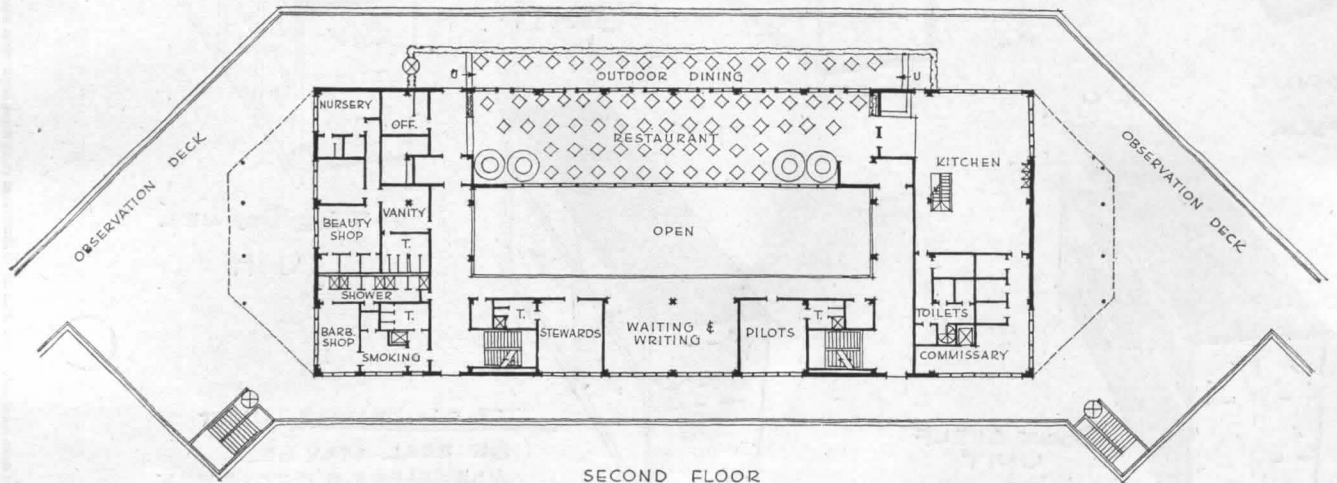 OUTDOOR DINING
U
U
NURSERY
OFF.
RESTAURANT
KITCHEN
OBSERVATION DECK
OBSERVATION DECK
BEAUTY
SHOP
VANITY
T.
OPEN
SHOWER
T.
BARB.
SHOP
SMOKING
T.
STEWARDS
WAITING &
WRITING
PILOTS
T.
TOILETS
COMMISSARY
SECOND FLOOR